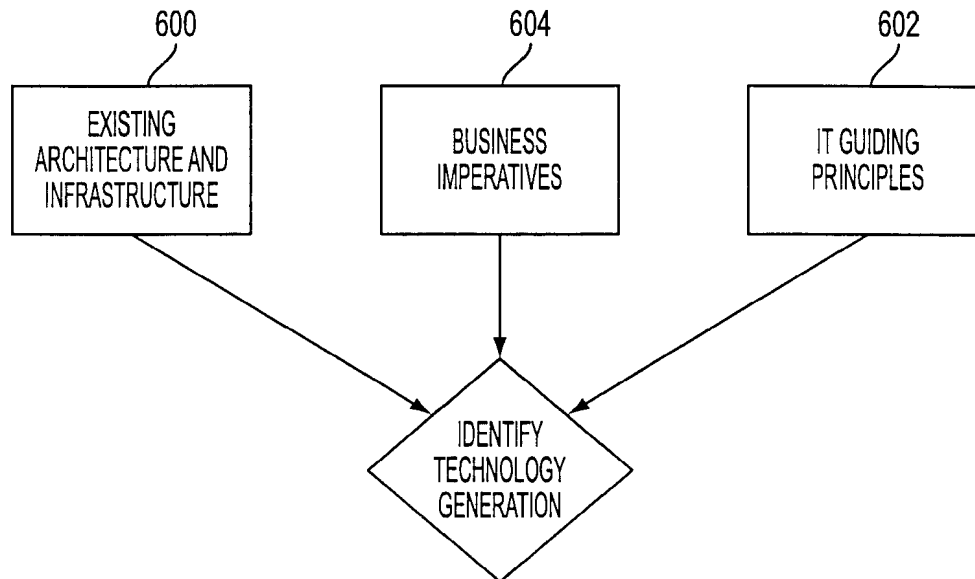 600
604
602
EXISTING
ARCHITECTURE AND
INFRASTRUCTURE
BUSINESS
IMPERATIVES
IT GUIDING
PRINCIPLES
IDENTIFY
TECHNOLOGY
GENERATION